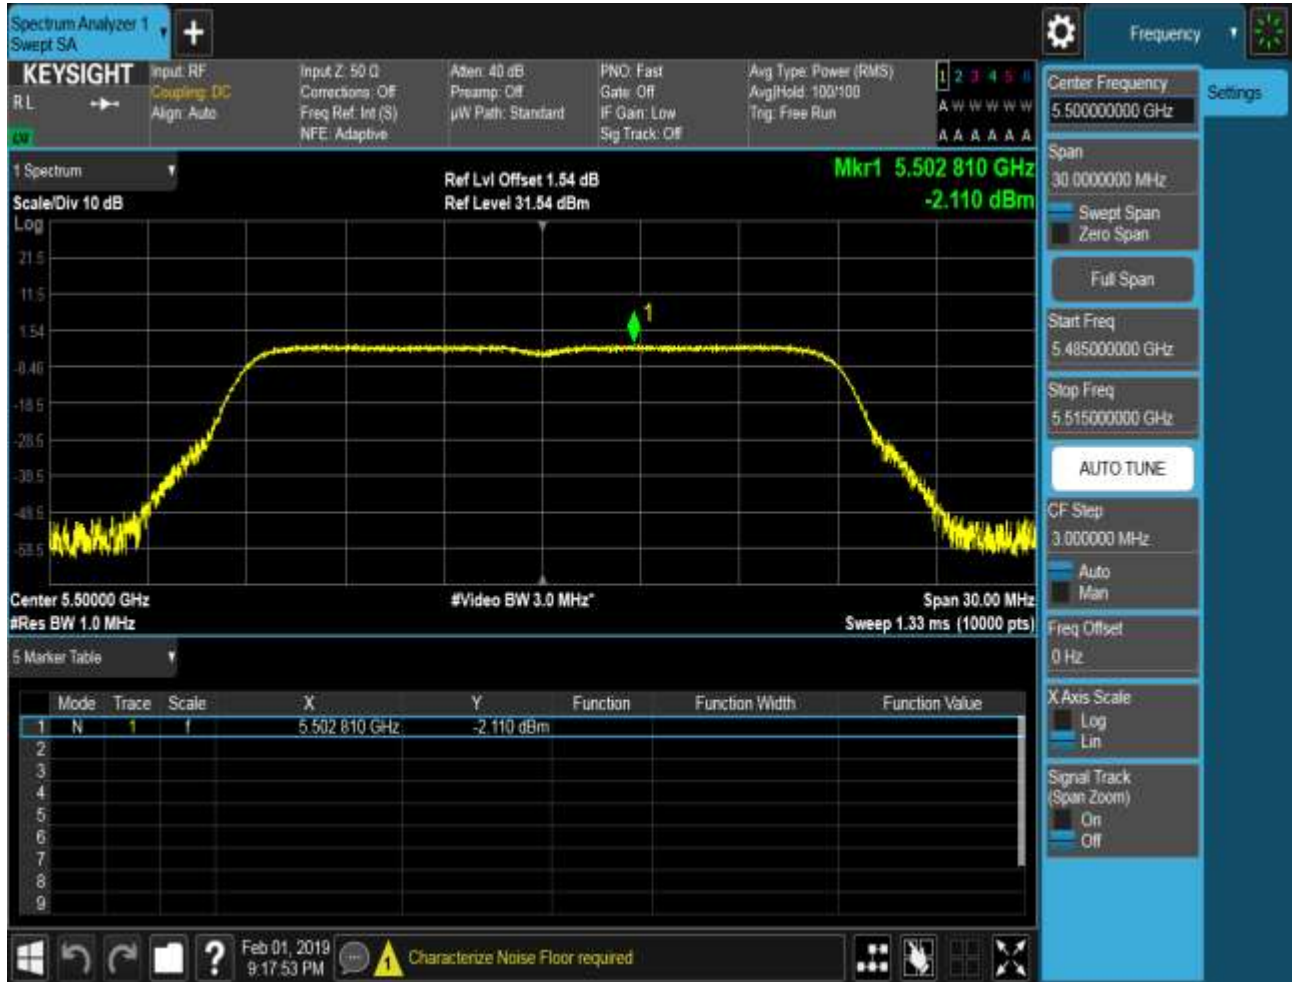 Spectrum Analyzer 1
Swept SA
Frequency
KEYSIGHT
RL
Input: RF
Coupling: DC
Align: Auto
Input Z: 50 Ω
Corrections: Off
Freq Ref: Int (S)
NFE: Adaptive
Atten: 40 dB
Preamp: Off
µW Path: Standard
PNO: Fast
Gate: Off
IF Gain: Low
Sig Track: Off
Avg Type: Power (RMS)
Avg|Hold: 100/100
Trig: Free Run
1 2 3 4 5 6
A W W W W W
A A A A A A
1 Spectrum
Scale/Div 10 dB
Ref Lvl Offset 1.54 dB
Ref Level 31.54 dBm
Mkr1 5.502 810 GHz
-2.110 dBm
Log
21.5
11.5
1.54
-8.46
-18.5
-28.5
-38.5
-48.5
-58.5
1
Center 5.50000 GHz
#Res BW 1.0 MHz
#Video BW 3.0 MHz*
Span 30.00 MHz
Sweep 1.33 ms (10000 pts)
5 Marker Table
Mode Trace Scale X Y Function Function Width Function Value
1 N 1 f 5.502 810 GHz -2.110 dBm
2
3
4
5
6
7
8
9
Feb 01, 2019
9:17:53 PM
1
Characterize Noise Floor required
Center Frequency
5.500000000 GHz
Settings
Span
30.0000000 MHz
Swept Span
Zero Span
Full Span
Start Freq
5.485000000 GHz
Stop Freq
5.515000000 GHz
AUTO TUNE
CF Step
3.000000 MHz
Auto
Man
Freq Offset
0 Hz
X Axis Scale
Log
Lin
Signal Track
(Span Zoom)
On
Off